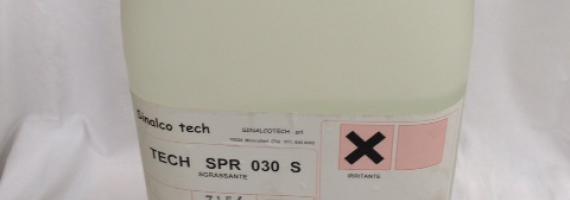 Sinalco tech
SINALCOTECH srl
TECH SPR 030 S
SGRASSANTE
IRRITANTE